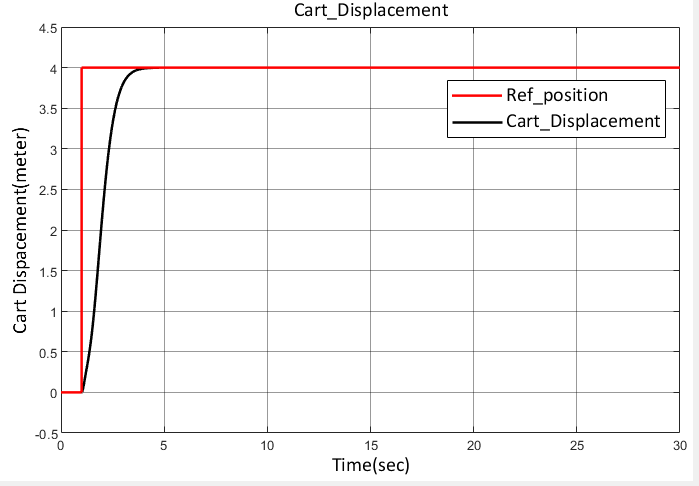 Cart_Displacement
4.5
4
3.5
3
2.5
2
1.5
1
0.5
0
-0.5
Cart Dispacement(meter)
Ref_position
Cart_Displacement
0 5 10 15 20 25 30
Time(sec)